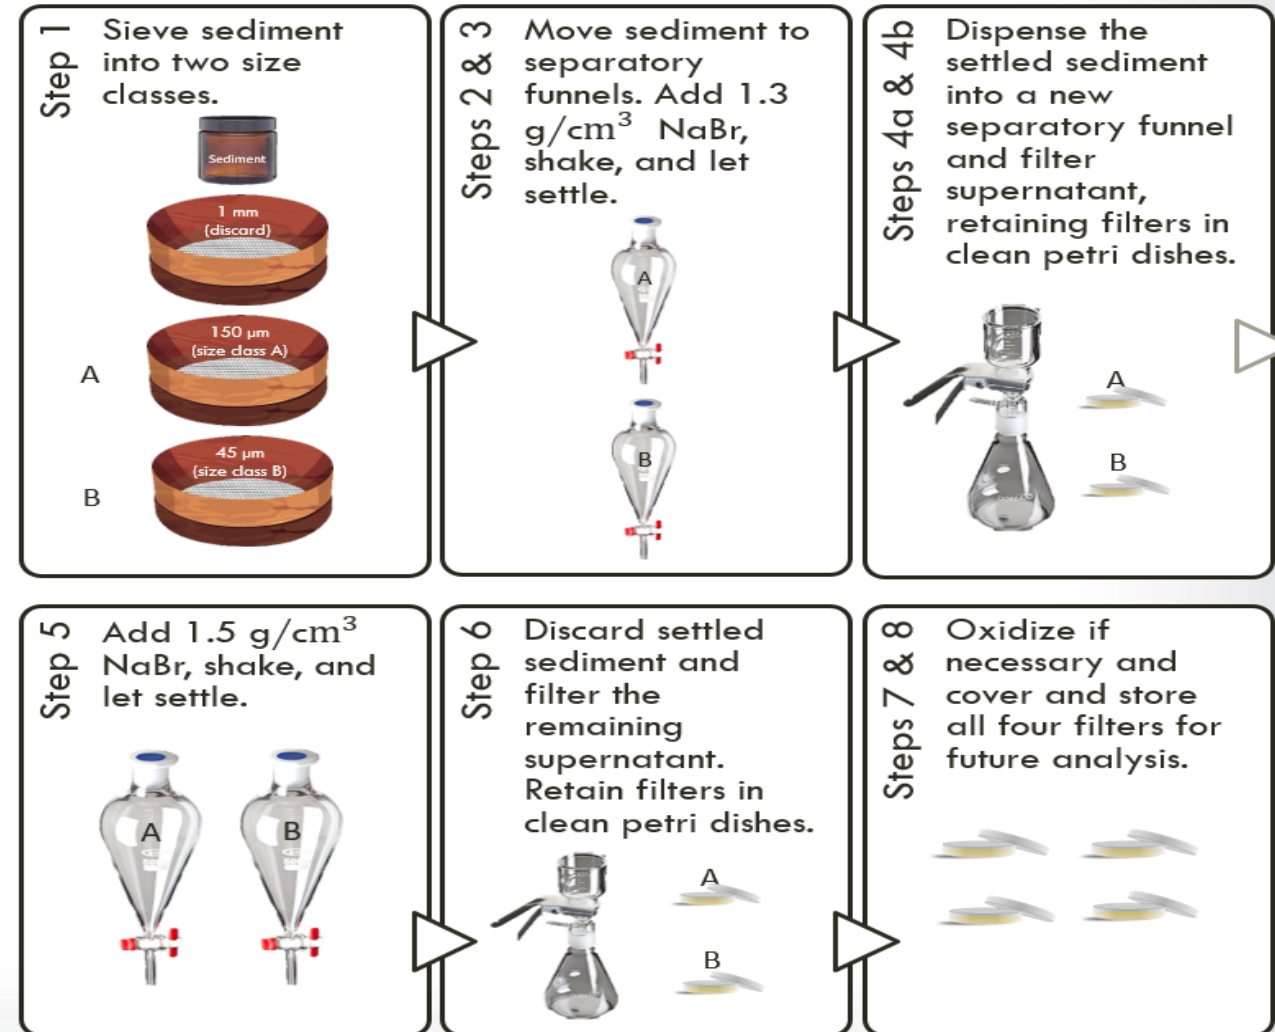 Step 1
Sieve sediment
into two size
classes.
Sediment
1 mm
(discard)
150 µm
(size class A)
A
45 µm
(size class B)
B
Steps 2 & 3
Move sediment to
separatory
funnels. Add 1.3
g/cm³ NaBr,
shake, and let
settle.
A
B
Steps 4a & 4b
Dispense the
settled sediment
into a new
separatory funnel
and filter
supernatant,
retaining filters in
clean petri dishes.
A
B
Step 5
Add 1.5 g/cm³
NaBr, shake, and
let settle.
A
B
Step 6
Discard settled
sediment and
filter the
remaining
supernatant.
Retain filters in
clean petri dishes.
A
B
Steps 7 & 8
Oxidize if
necessary and
cover and store
all four filters for
future analysis.